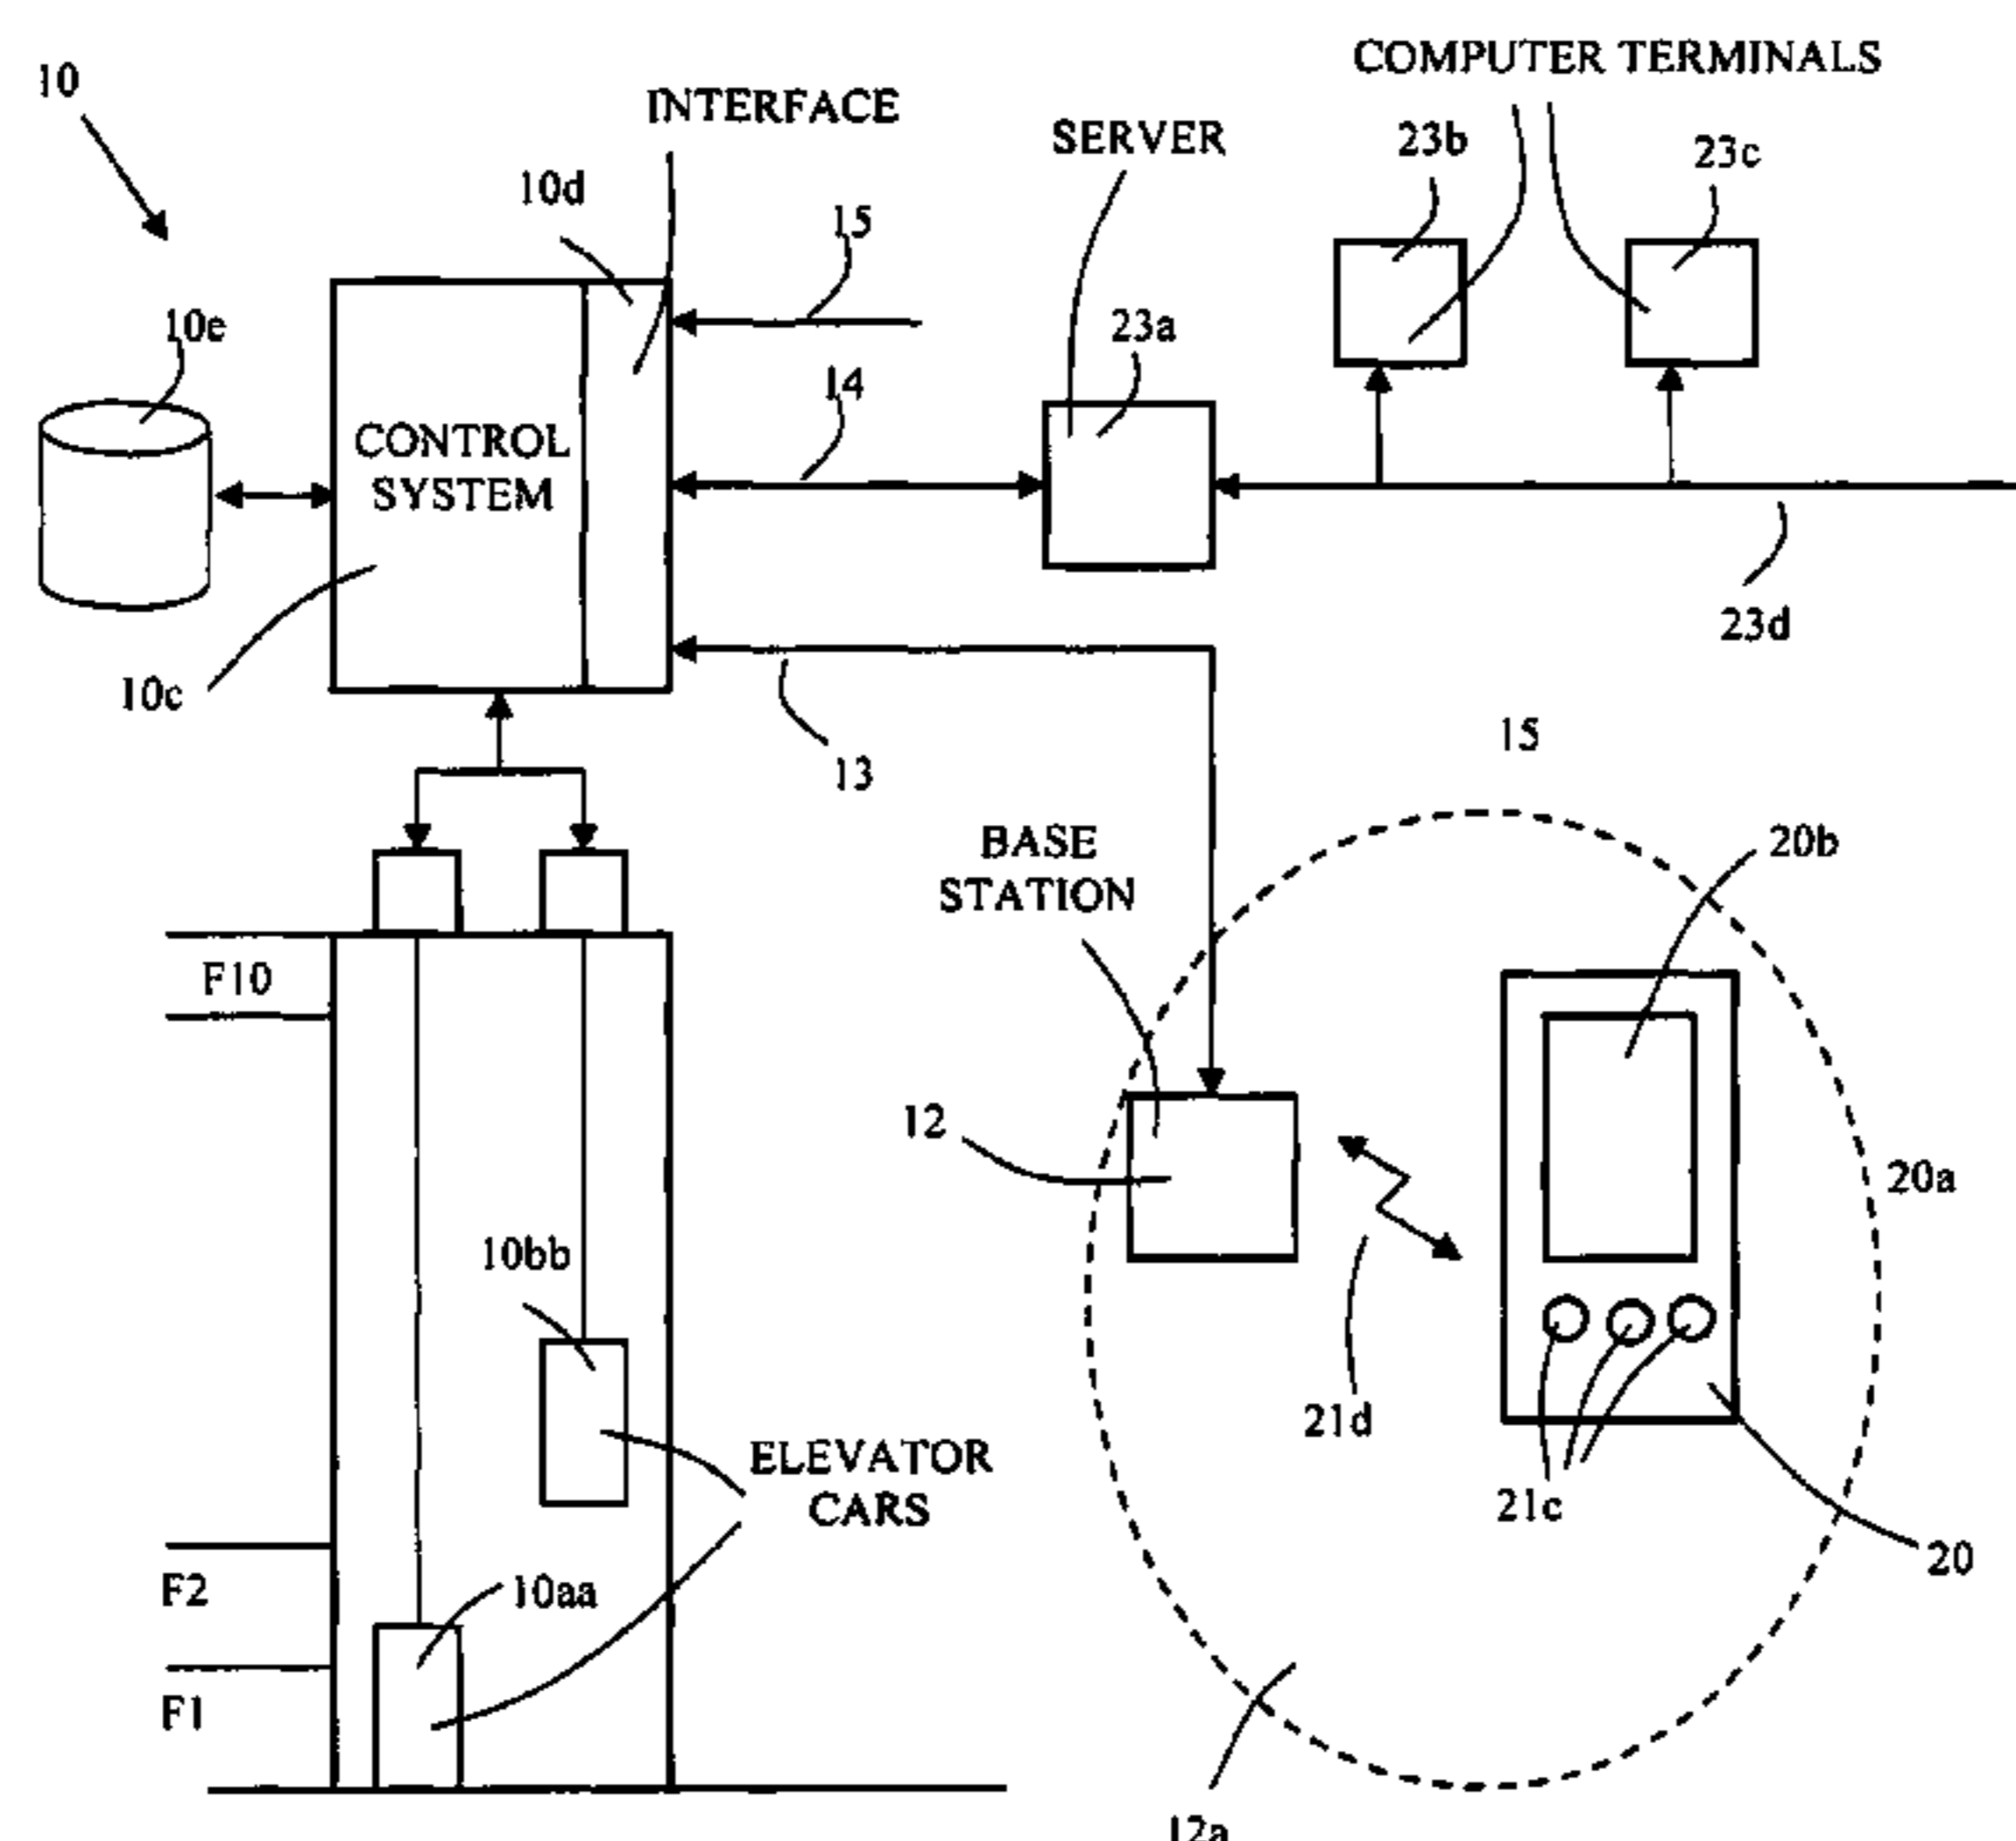 COMPUTER TERMINALS
10
INTERFACE
SERVER
23b
23c
10d
15
10e
23a
14
CONTROL
SYSTEM
23d
10c
13
15
BASE
STATION
20b
F10
12
20a
10bb
21d
ELEVATOR
CARS
21c
20
F2
10aa
F1
12a